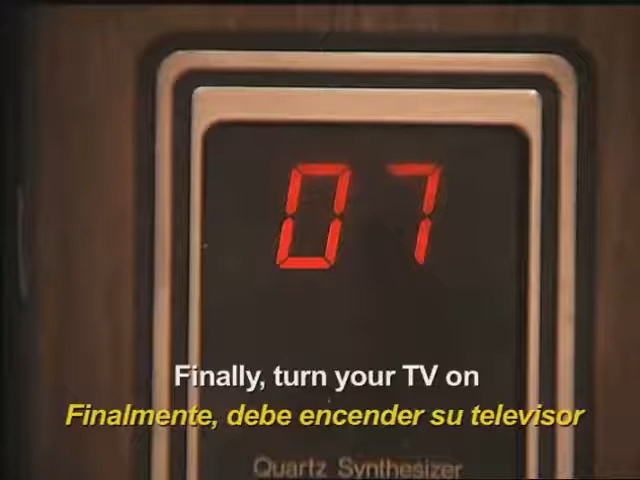 07
Finally, turn your TV on
Finalmente, debe encender su televisor
Quartz Synthesizer